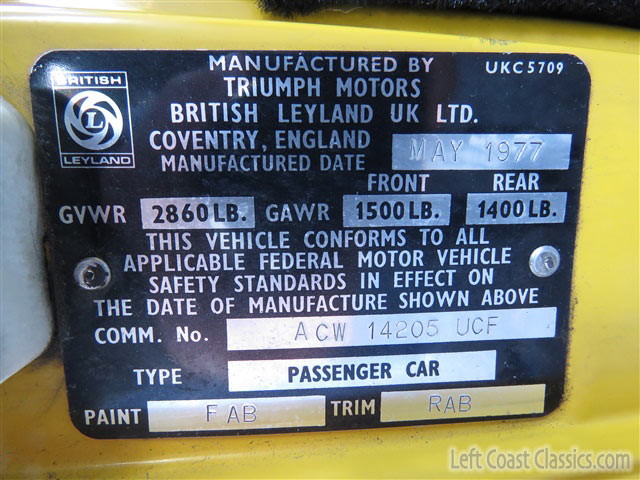 MANUFACTURED BY UKC5709
TRIUMPH MOTORS
BRITISH LEYLAND UK LTD.
COVENTRY, ENGLAND
MANUFACTURED DATE MAY 1977
BRITISH
L
LEYLAND
FRONT REAR
GVWR 2860LB. GAWR 1500LB. 1400LB.
THIS VEHICLE CONFORMS TO ALL
APPLICABLE FEDERAL MOTOR VEHICLE
SAFETY STANDARDS IN EFFECT ON
THE DATE OF MANUFACTURE SHOWN ABOVE
COMM. No. ACW 14205 UCF
TYPE PASSENGER CAR
PAINT FAB TRIM RAB
Left Coast Classics.com